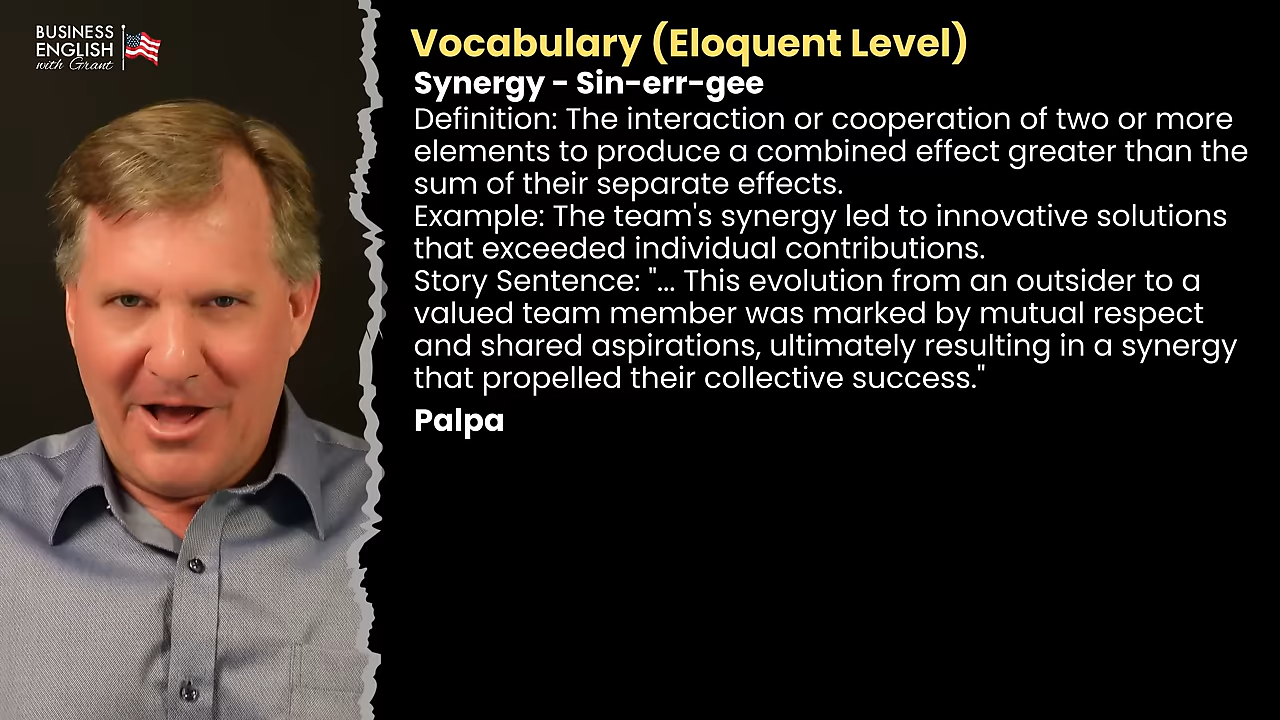 BUSINESS
ENGLISH
with Grant
Vocabulary (Eloquent Level)
Synergy - Sin-err-gee
Definition: The interaction or cooperation of two or more
elements to produce a combined effect greater than the
sum of their separate effects.
Example: The team's synergy led to innovative solutions
that exceeded individual contributions.
Story Sentence: "... This evolution from an outsider to a
valued team member was marked by mutual respect
and shared aspirations, ultimately resulting in a synergy
that propelled their collective success."
Palpa